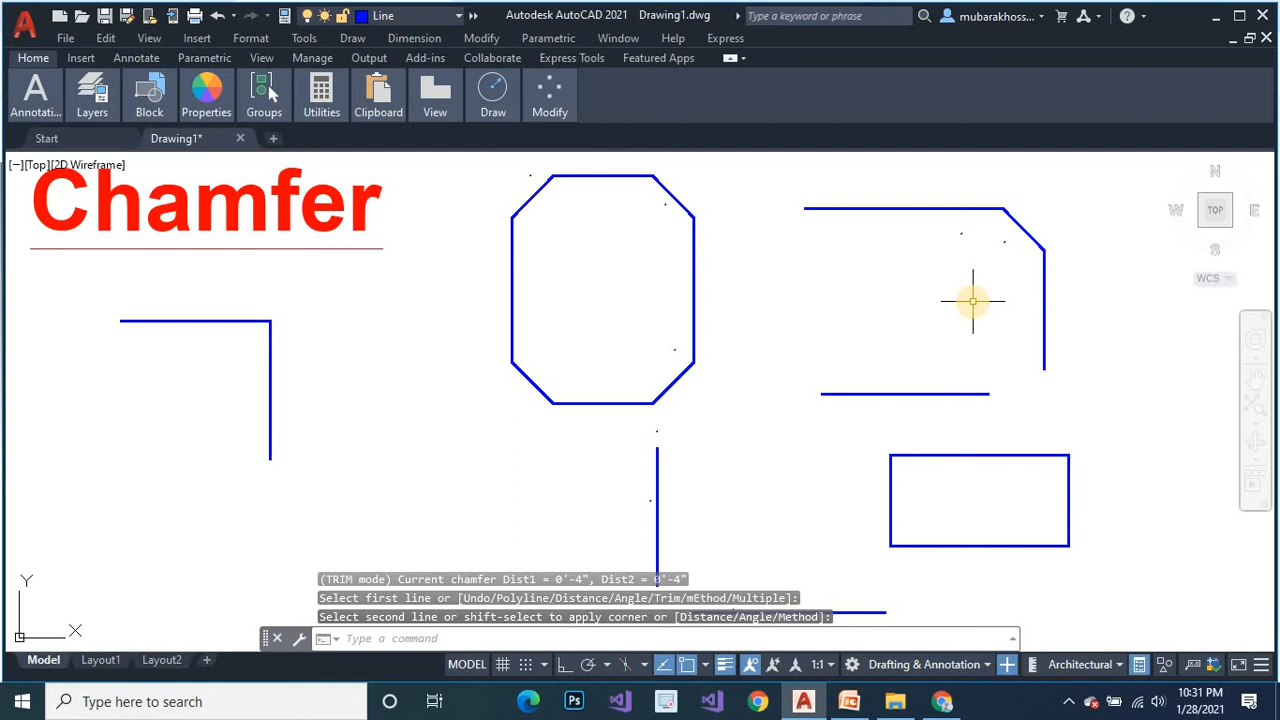 Line
Autodesk AutoCAD 2021 Drawing1.dwg
Type a keyword or phrase
mubarakhoss...
File Edit View Insert Format Tools Draw Dimension Modify Parametric Window Help Express
Home Insert Annotate Parametric View Manage Output Add-ins Collaborate Express Tools Featured Apps
A
Annotati... Layers Block Properties Groups Utilities Clipboard View Draw Modify
Start Drawing1*
[−][Top][2D Wireframe]
Chamfer
N
W TOP E
S
WCS
Y
X
(TRIM mode) Current chamfer Dist1 = 0'-4", Dist2 = 0'-4"
Select first line or [Undo/Polyline/Distance/Angle/Trim/mEthod/Multiple]:
Select second line or shift-select to apply corner or [Distance/Angle/Method]:
Type a command
Model Layout1 Layout2 +
MODEL 1:1 Drafting & Annotation Architectural
Type here to search
Ps
10:31 PM
1/28/2021